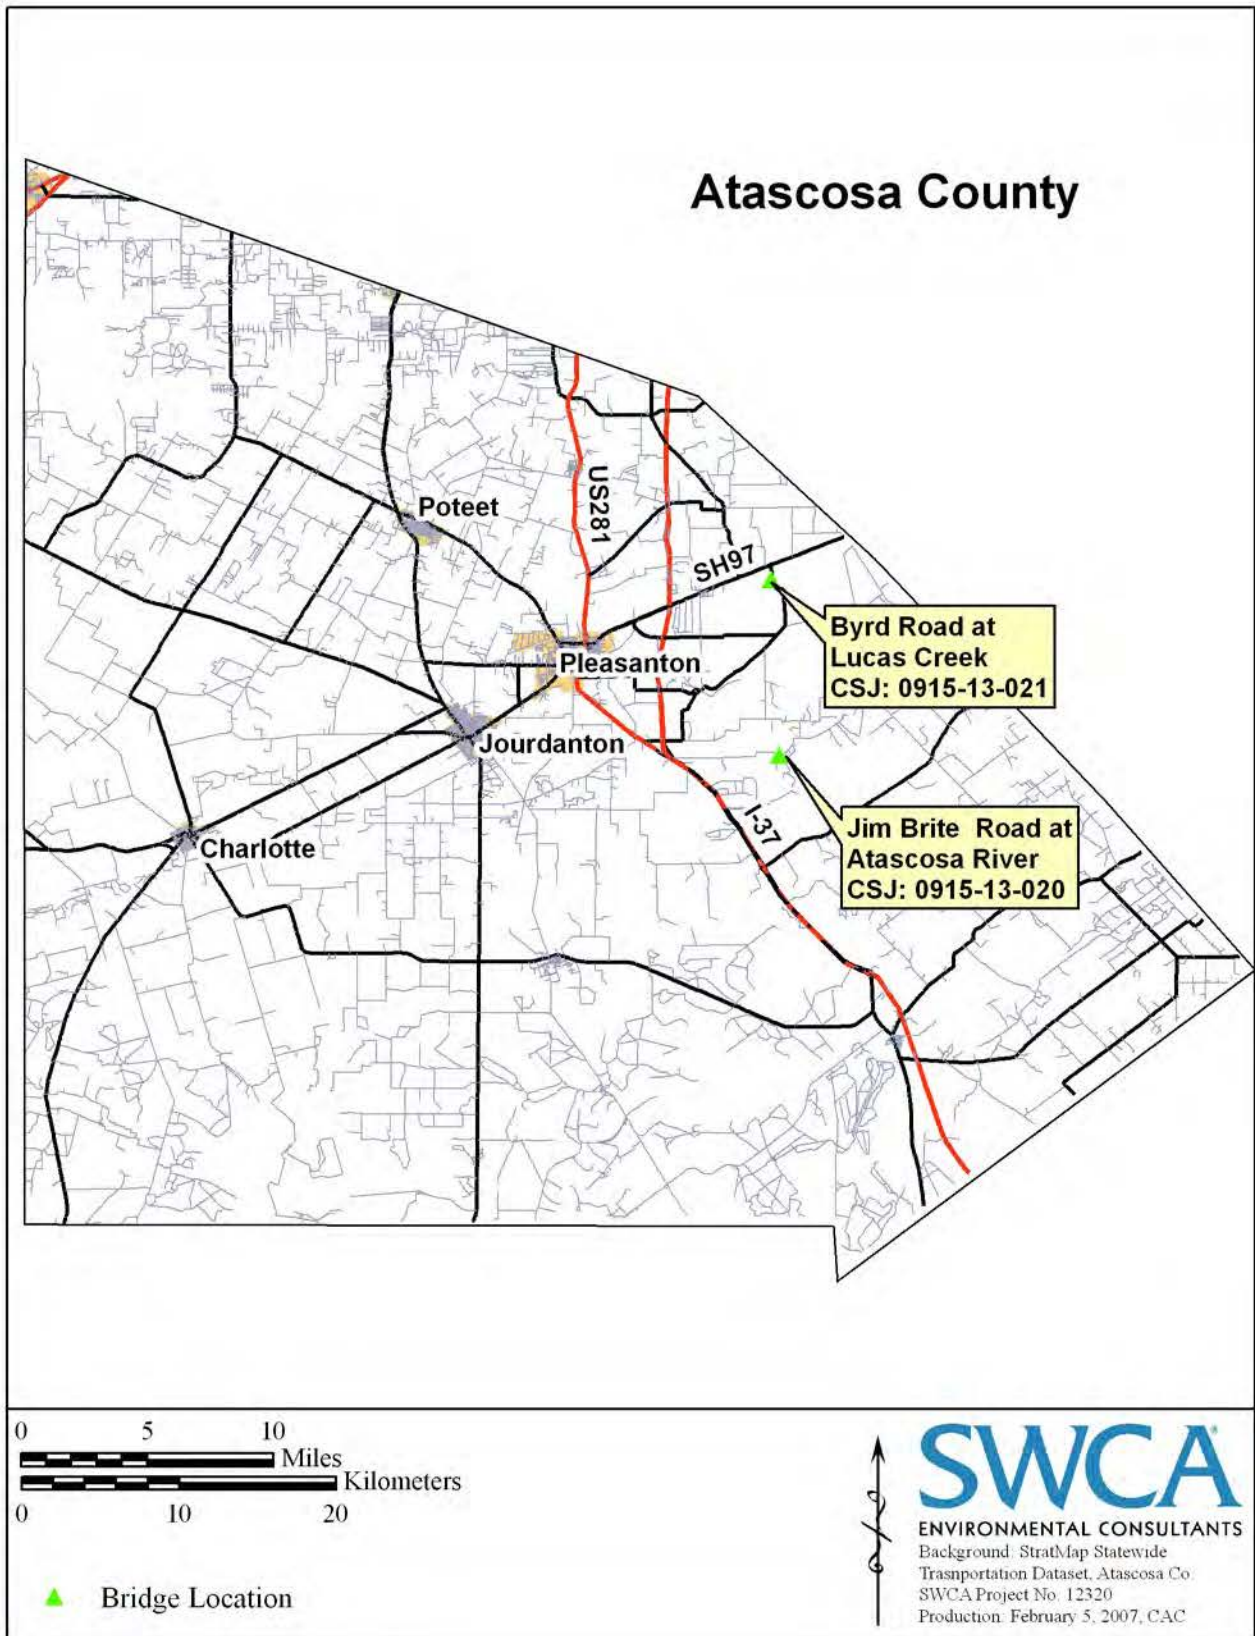 Atascosa County
Poteet
US281
SH97
Byrd Road at
Lucas Creek
CSJ: 0915-13-021
Pleasanton
Jourdanton
I-37
Jim Brite Road at
Atascosa River
CSJ: 0915-13-020
Charlotte
0 5 10
Miles
Kilometers
0 10 20
Bridge Location
SWCA
ENVIRONMENTAL CONSULTANTS
Background: StratMap Statewide
Trasnportation Dataset, Atascosa Co.
SWCA Project No. 12320
Production: February 5, 2007, CAC